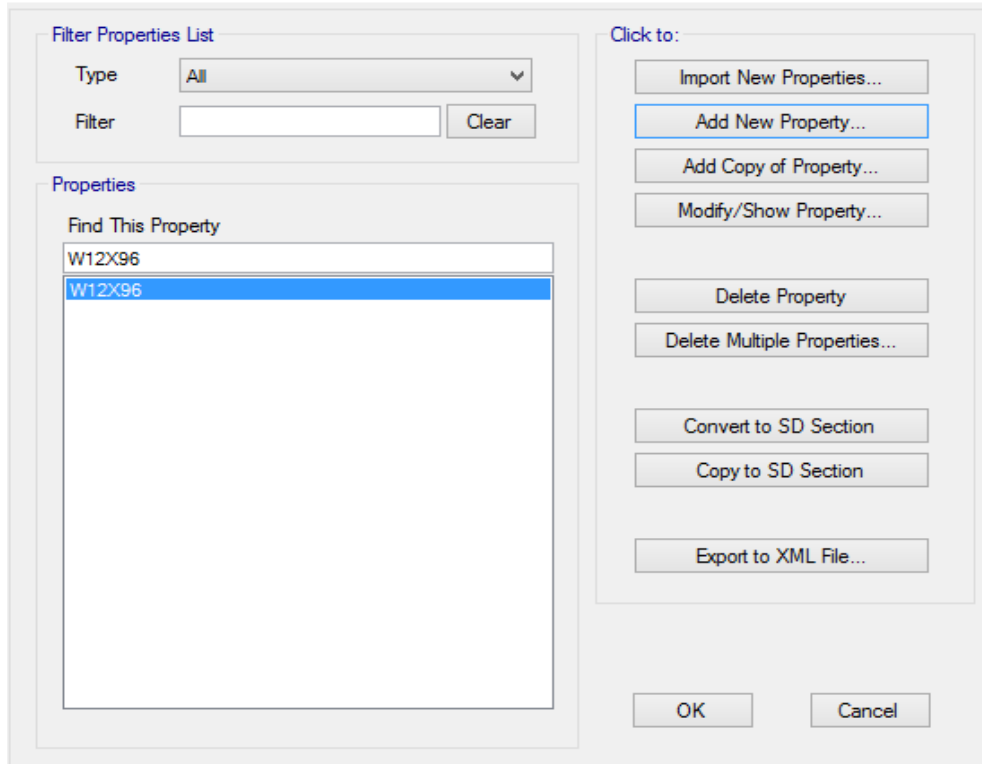 Filter Properties List
Type
All
Filter
Clear
Properties
Find This Property
W12X96
W12X96
Click to:
Import New Properties...
Add New Property...
Add Copy of Property...
Modify/Show Property...
Delete Property
Delete Multiple Properties...
Convert to SD Section
Copy to SD Section
Export to XML File...
OK
Cancel